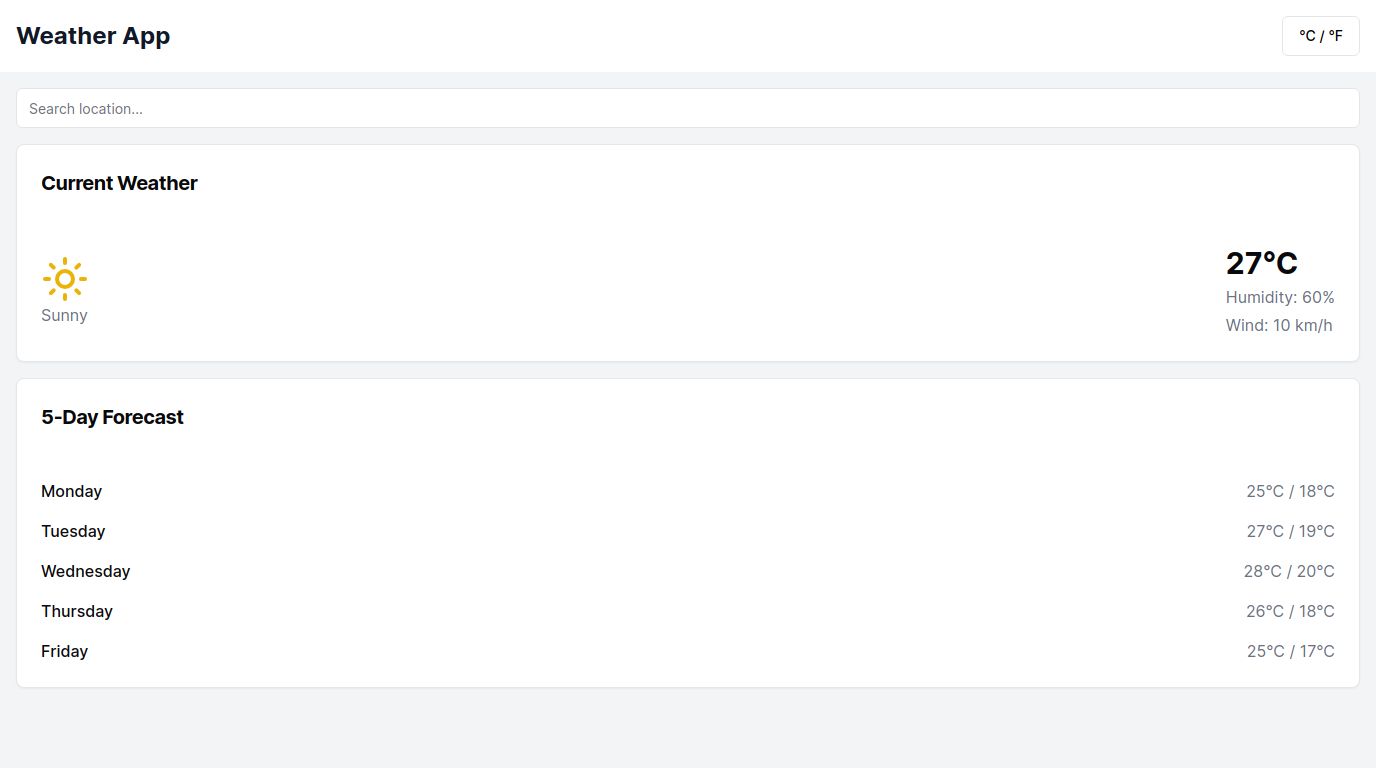 Weather App
°C / °F
Search location...
Current Weather
Sunny
27°C
Humidity: 60%
Wind: 10 km/h
5-Day Forecast
Monday 25°C / 18°C
Tuesday 27°C / 19°C
Wednesday 28°C / 20°C
Thursday 26°C / 18°C
Friday 25°C / 17°C